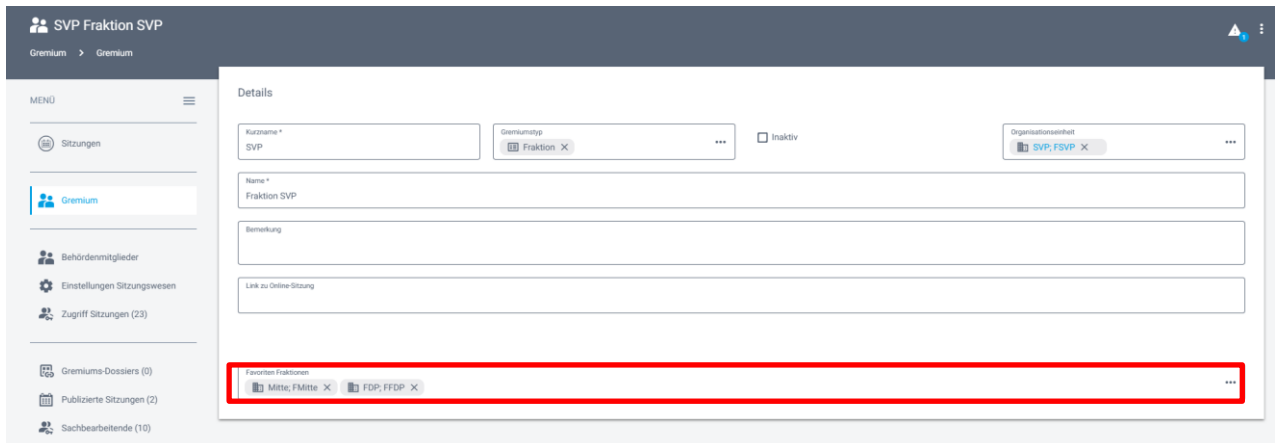 SVP Fraktion SVP
Gremium > Gremium
1
MENÜ
Sitzungen
Gremium
Behördenmitglieder
Einstellungen Sitzungswesen
Zugriff Sitzungen (23)
Gremiums-Dossiers (0)
Publizierte Sitzungen (2)
Sachbearbeitende (10)
Details
Kurzname *
SVP
Gremiumstyp
Fraktion
Inaktiv
Organisationseinheit
SVP; FSVP
Name *
Fraktion SVP
Bemerkung
Link zu Online-Sitzung
Favoriten Fraktionen
Mitte; FMitte FDP; FFDP